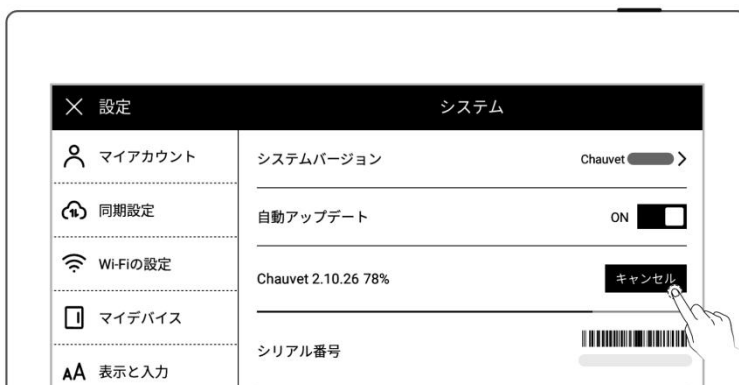 設定
システム
マイアカウント
同期設定
Wi-Fiの設定
マイデバイス
表示と入力
システムバージョン
Chauvet
自動アップデート
ON
Chauvet 2.10.26 78%
キャンセル
シリアル番号